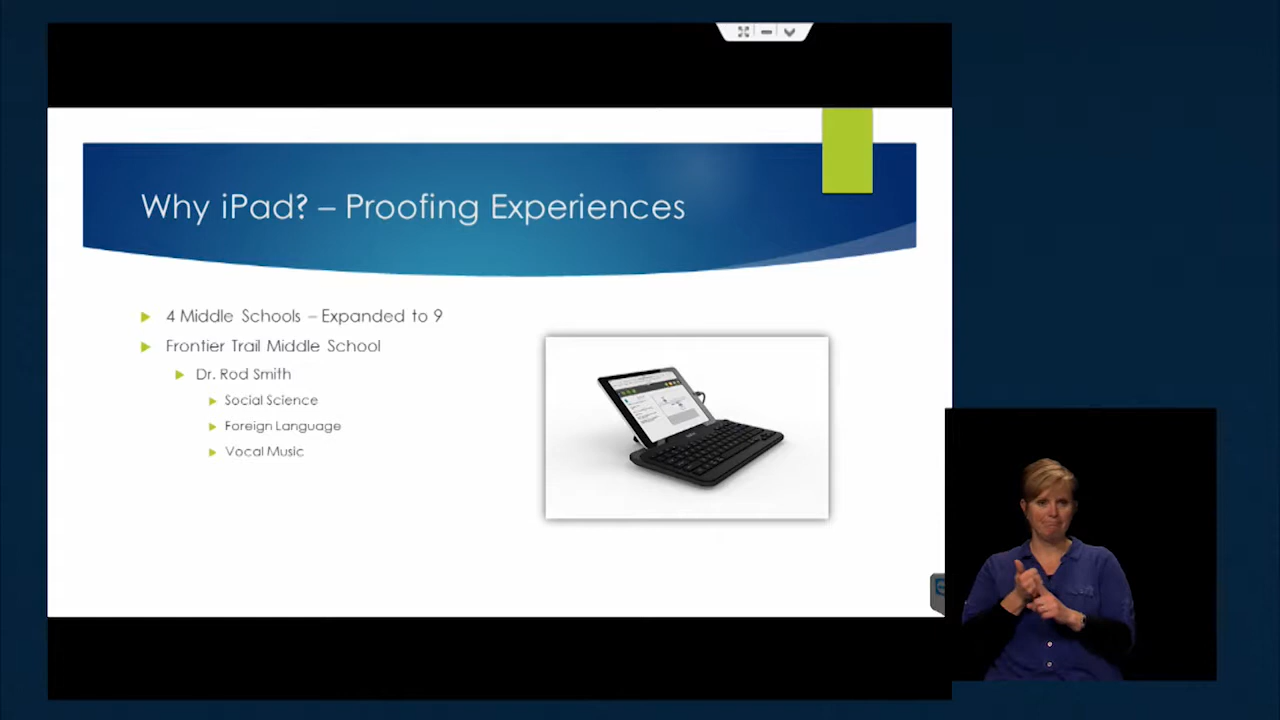 Why iPad? – Proofing Experiences
4 Middle Schools – Expanded to 9
Frontier Trail Middle School
Dr. Rod Smith
Social Science
Foreign Language
Vocal Music